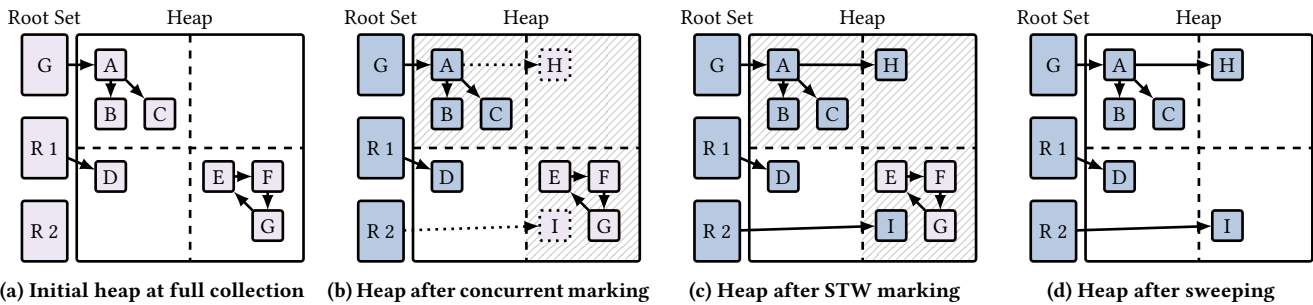 Root Set Heap Root Set Heap Root Set Heap Root Set Heap
G A G A H G A H G A H
B C B C B C B C
R 1 R 1 R 1 R 1
D E F D E F D E F D
R 2 G R 2 I G R 2 I G R 2 I
(a) Initial heap at full collection (b) Heap after concurrent marking (c) Heap after STW marking (d) Heap after sweeping